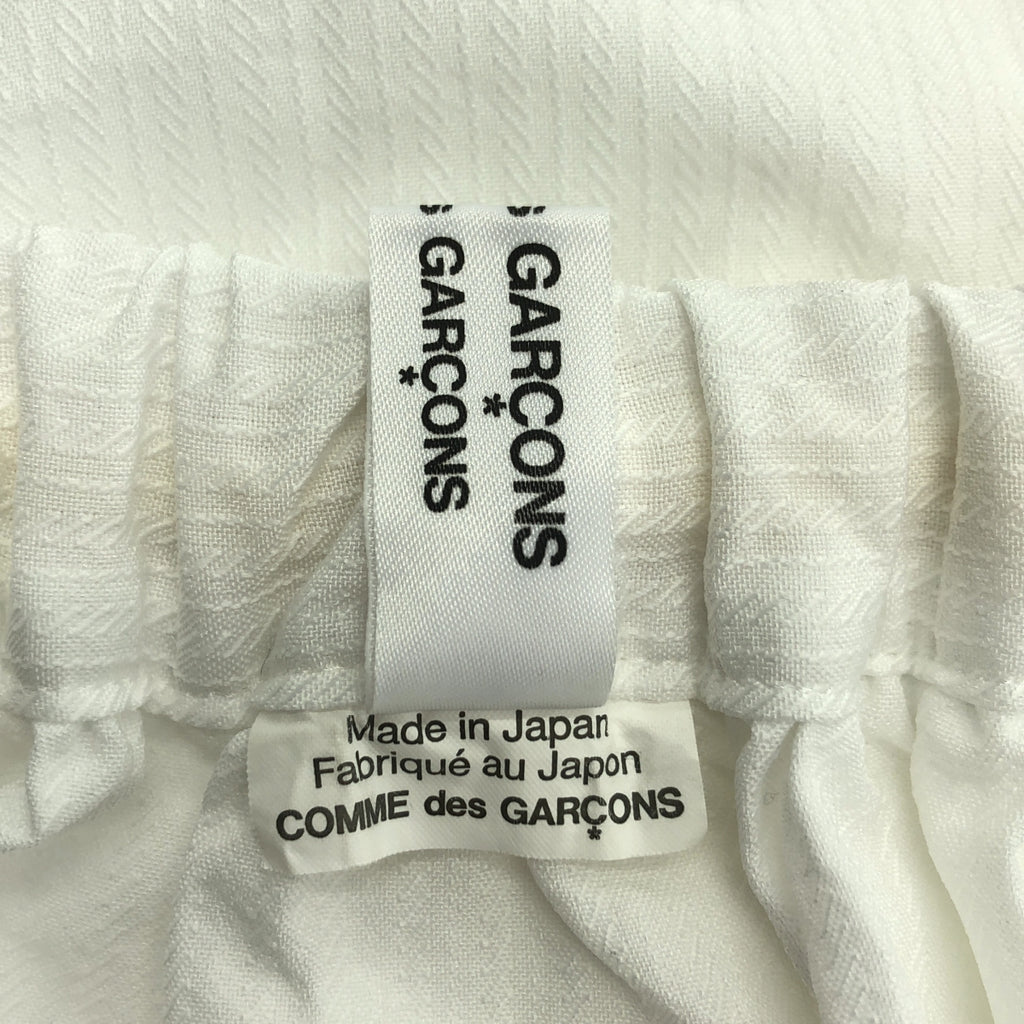 GARÇONS
GARÇONS
Made in Japan
Fabriqué au Japon
COMME des GARÇONS